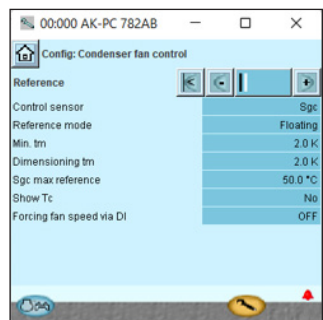 00:000 AK-PC 782AB
Config: Condenser fan control
Reference
Control sensor Sgc
Reference mode Floating
Min. tm 2.0 K
Dimensioning tm 2.0 K
Sgc max reference 50.0 °C
Show Tc No
Forcing fan speed via DI OFF